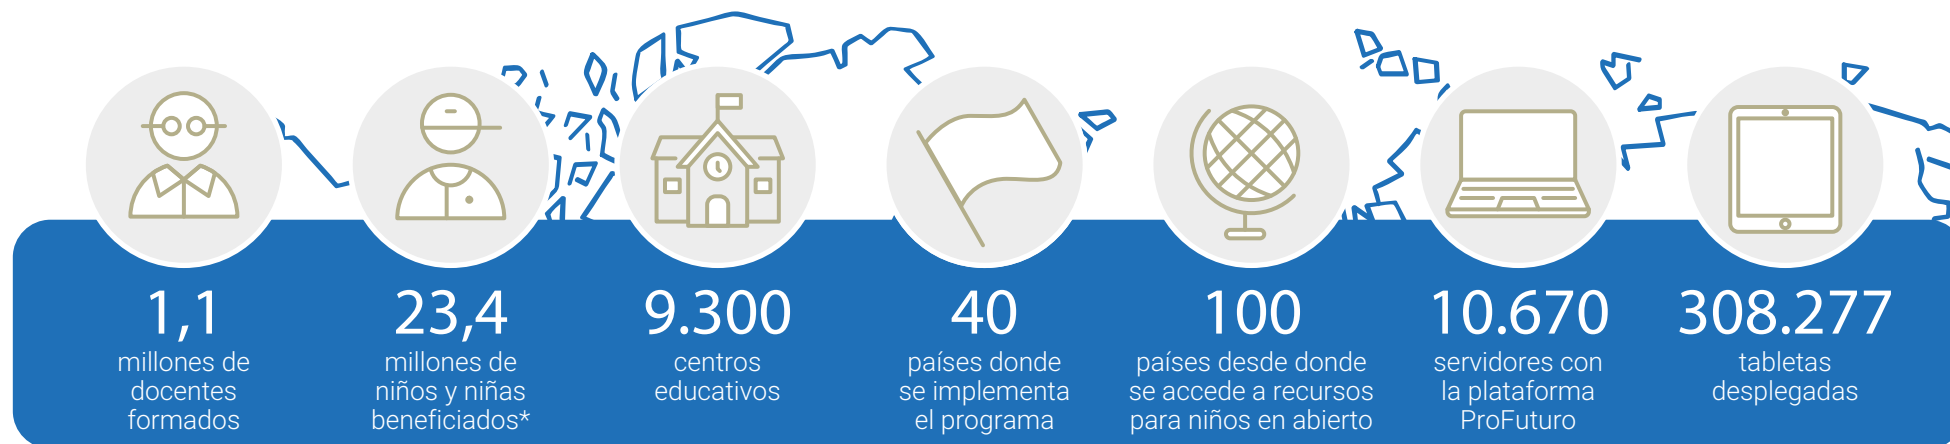 1,1
millones de
docentes
formados
23,4
millones de
niños y niñas
beneficiados*
9.300
centros
educativos
40
países donde
se implementa
el programa
100
países desde donde
se accede a recursos
para niños en abierto
10.670
servidores con
la plataforma
ProFuturo
308.277
tabletas
desplegadas